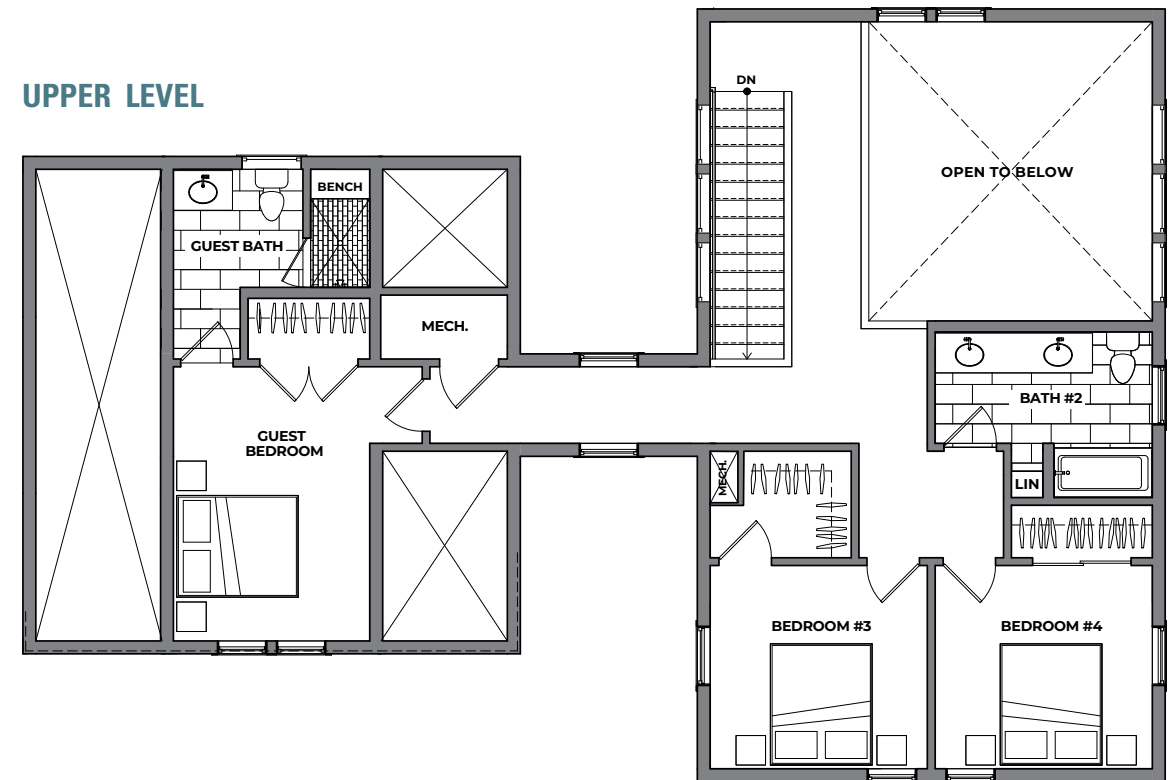 UPPER LEVEL
DN
OPEN TO BELOW
BENCH
GUEST BATH
MECH.
GUEST
BEDROOM
BATH #2
LIN
MECH.
BEDROOM #3
BEDROOM #4